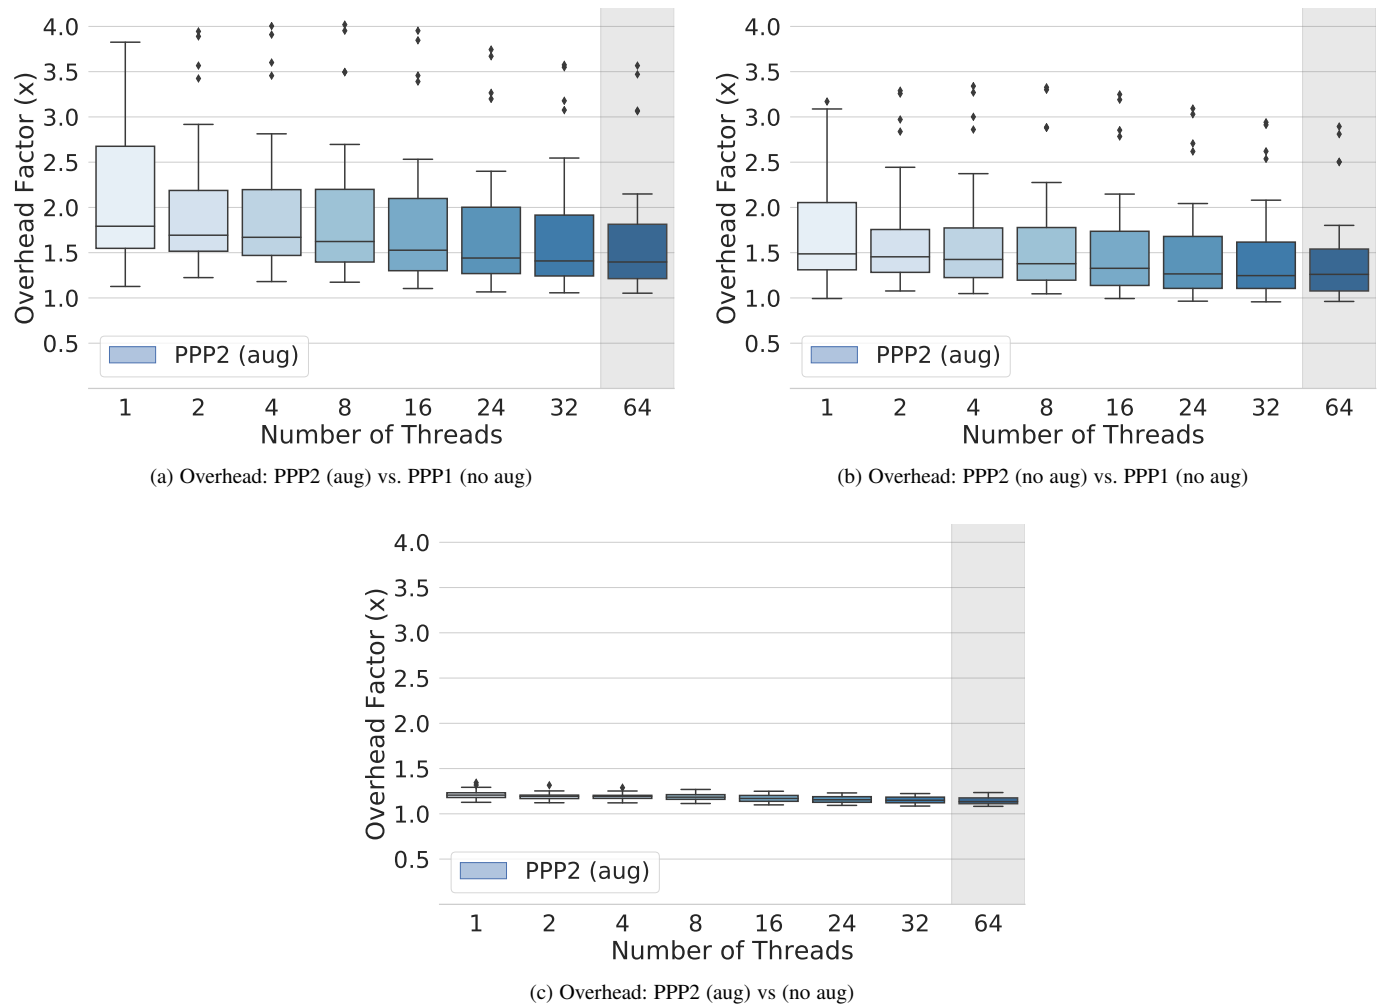 4.0
3.5
3.0
2.5
2.0
1.5
1.0
0.5
Overhead Factor (x)
PPP2 (aug)
1 2 4 8 16 24 32 64
Number of Threads
(a) Overhead: PPP2 (aug) vs. PPP1 (no aug)
4.0
3.5
3.0
2.5
2.0
1.5
1.0
0.5
Overhead Factor (x)
PPP2 (aug)
1 2 4 8 16 24 32 64
Number of Threads
(b) Overhead: PPP2 (no aug) vs. PPP1 (no aug)
4.0
3.5
3.0
2.5
2.0
1.5
1.0
0.5
Overhead Factor (x)
PPP2 (aug)
1 2 4 8 16 24 32 64
Number of Threads
(c) Overhead: PPP2 (aug) vs (no aug)